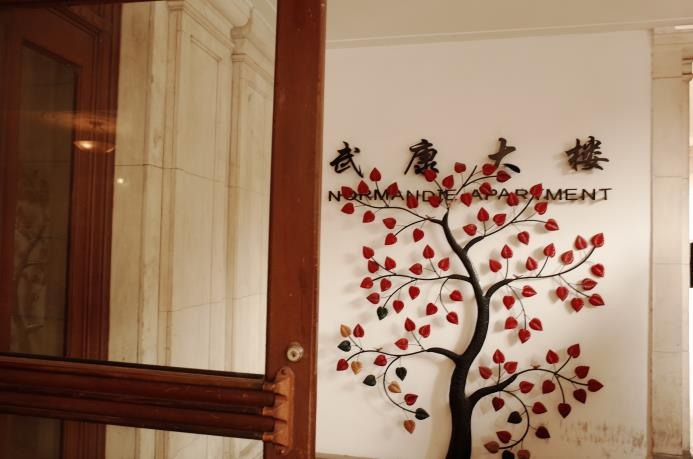 武康大楼
NORMANDIE APARTMENT